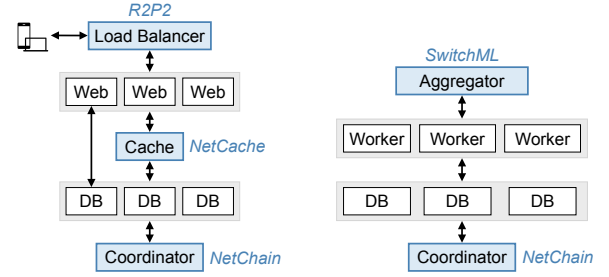 R2P2
Load Balancer
Web Web Web
Cache NetCache
DB DB DB
Coordinator NetChain
SwitchML
Aggregator
Worker Worker Worker
DB DB DB
Coordinator NetChain